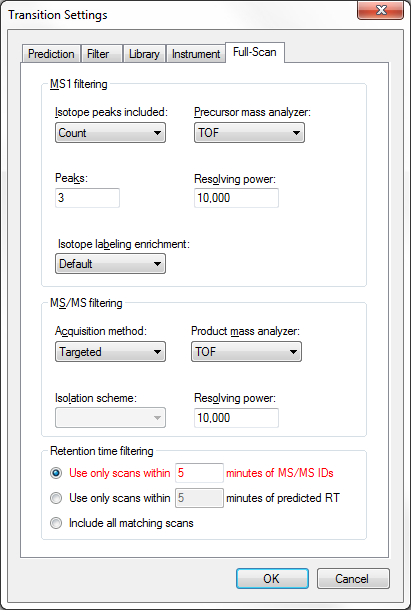 Transition Settings
Prediction Filter Library Instrument Full-Scan
MS1 filtering
Isotope peaks included: Precursor mass analyzer:
Count TOF
Peaks: Resolving power:
3 10,000
Isotope labeling enrichment:
Default
MS/MS filtering
Acquisition method: Product mass analyzer:
Targeted TOF
Isolation scheme: Resolving power:
10,000
Retention time filtering
Use only scans within 5 minutes of MS/MS IDs
Use only scans within 5 minutes of predicted RT
Include all matching scans
OK Cancel